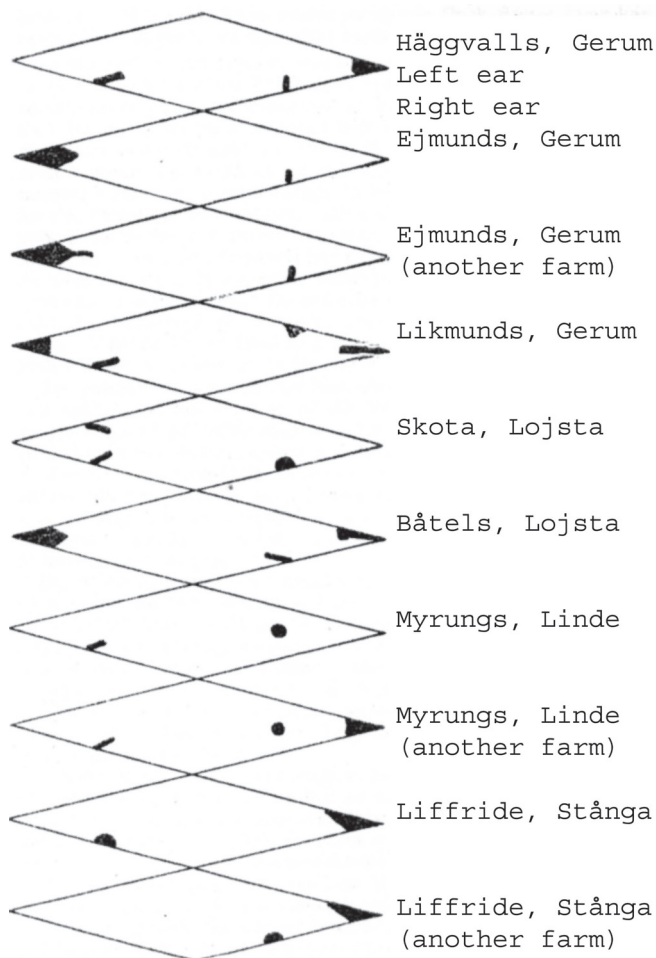 Häggvalls, Gerum
Left ear
Right ear
Ejmunds, Gerum
Ejmunds, Gerum
(another farm)
Likmunds, Gerum
Skota, Lojsta
Båtels, Lojsta
Myrungs, Linde
Myrungs, Linde
(another farm)
Liffride, Stånga
Liffride, Stånga
(another farm)